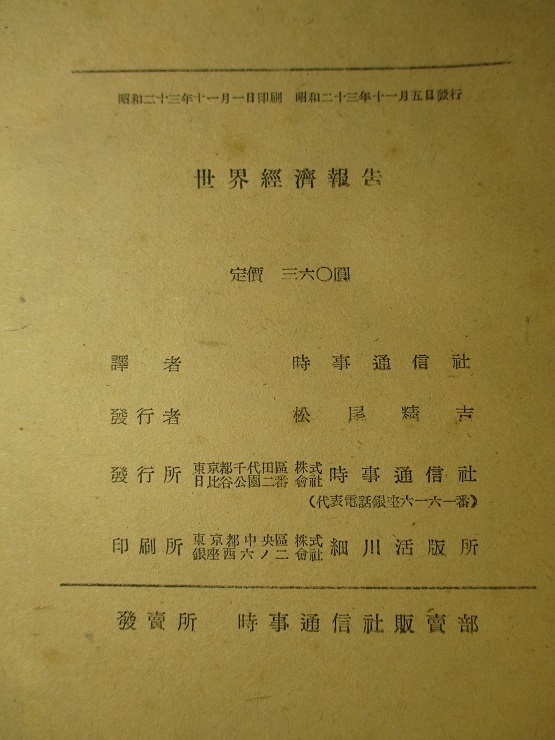 昭和二十三年十一月一日印刷　昭和二十三年十一月五日發行
世界經濟報告
定價　三六〇圓
譯者　時事通信社
發行者　松尾精吉
發行所　東京都千代田區日比谷公園二番　株式會社　時事通信社
（代表電話銀座六一六一番）
印刷所　東京都中央區銀座西六ノ二　株式會社　細川活版所
發賣所　時事通信社販賣部